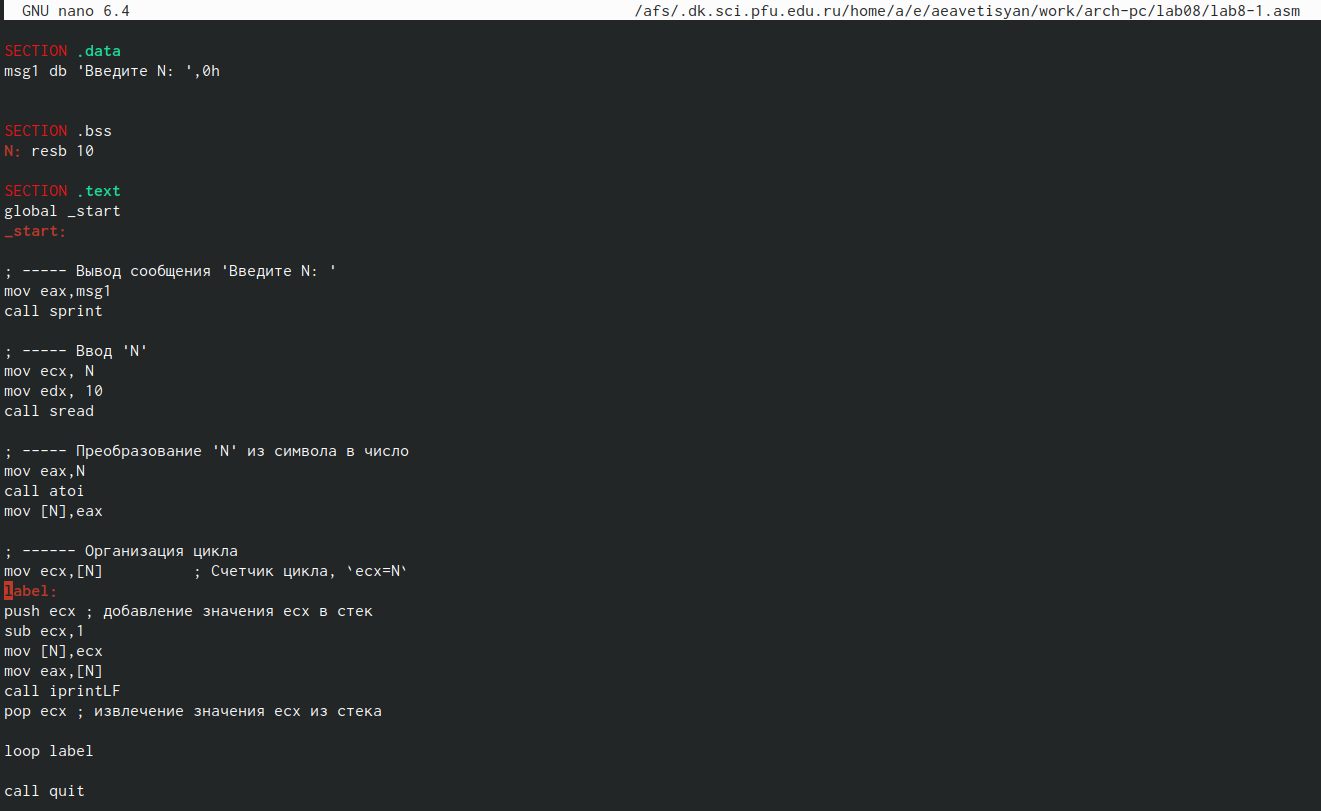 GNU nano 6.4 /afs/.dk.sci.pfu.edu.ru/home/a/e/aeavetisyan/work/arch-pc/lab08/lab8-1.asm
SECTION .data
msg1 db 'Введите N: ',0h
SECTION .bss
N: resb 10
SECTION .text
global _start
_start:
; ----- Вывод сообщения 'Введите N: '
mov eax,msg1
call sprint
; ----- Ввод 'N'
mov ecx, N
mov edx, 10
call sread
; ----- Преобразование 'N' из символа в число
mov eax,N
call atoi
mov [N],eax
; ------ Организация цикла
mov ecx,[N]          ; Счетчик цикла, `ecx=N`
label:
push ecx ; добавление значения ecx в стек
sub ecx,1
mov [N],ecx
mov eax,[N]
call iprintLF
pop ecx ; извлечение значения ecx из стека
loop label
call quit